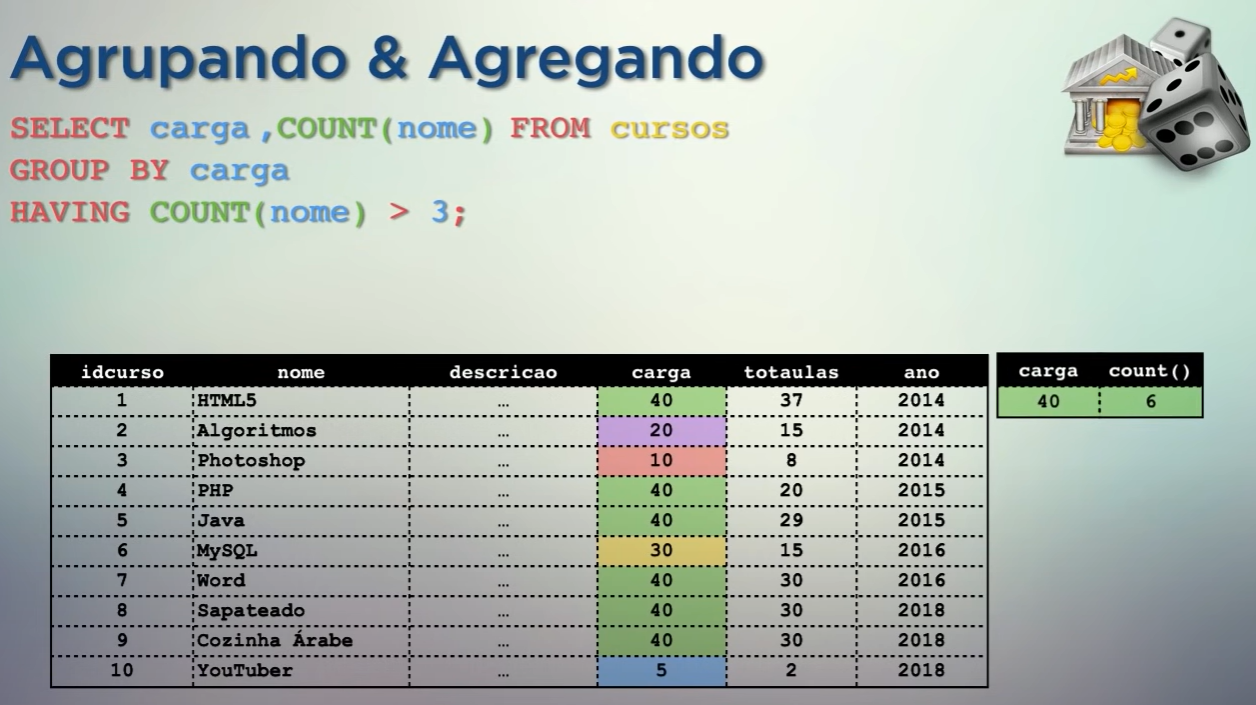 Agrupando & Agregando
SELECT carga ,COUNT(nome) FROM cursos
GROUP BY carga
HAVING COUNT(nome) > 3;
idcurso nome descricao carga totaulas ano
1 HTML5 … 40 37 2014
2 Algoritmos … 20 15 2014
3 Photoshop … 10 8 2014
4 PHP … 40 20 2015
5 Java … 40 29 2015
6 MySQL … 30 15 2016
7 Word … 40 30 2016
8 Sapateado … 40 30 2018
9 Cozinha Árabe … 40 30 2018
10 YouTuber … 5 2 2018
carga count()
40 6